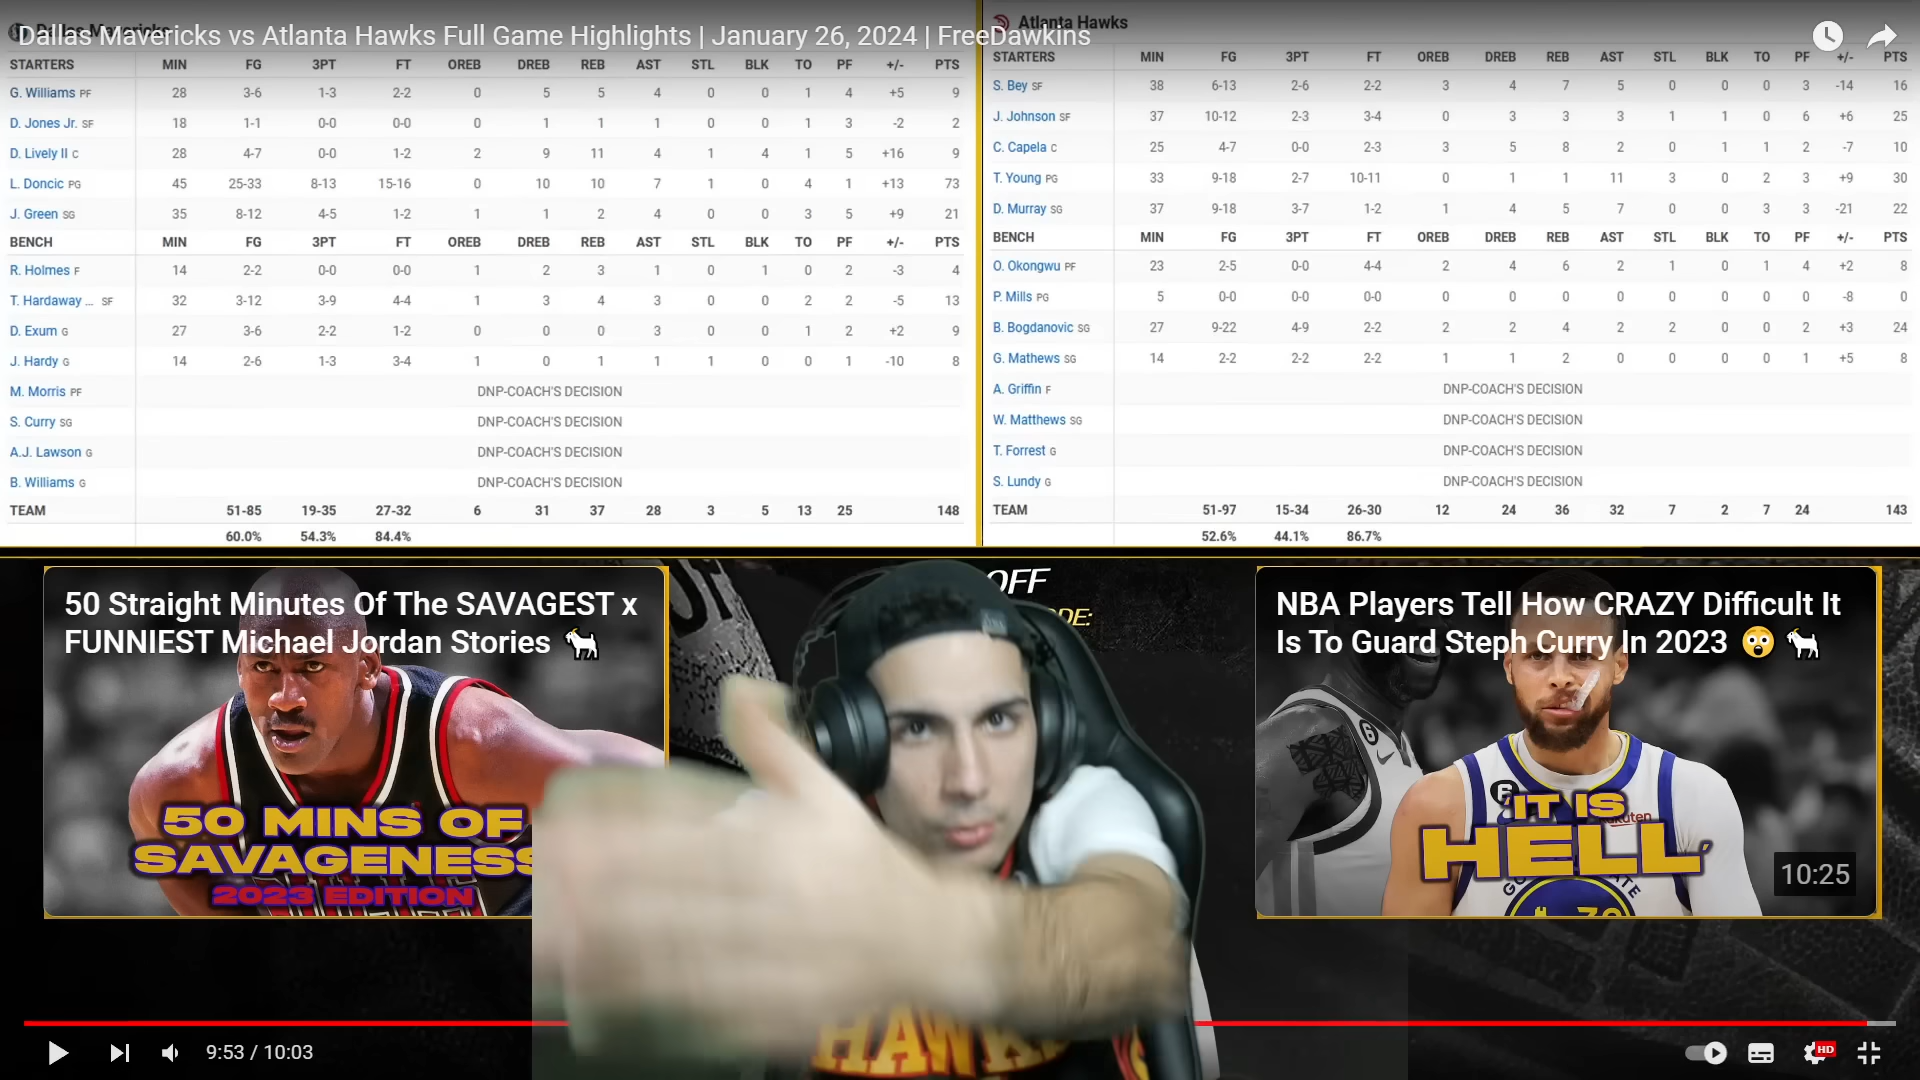 Dallas Mavericks vs Atlanta Hawks Full Game Highlights | January 26, 2024 | FreeDawkins
STARTERS MIN FG 3PT FT OREB DREB REB AST STL BLK TO PF +/- PTS
G. Williams PF 28 3-6 1-3 2-2 0 5 5 4 0 0 1 4 +5 9
D. Jones Jr. SF 18 1-1 0-0 0-0 0 1 1 1 0 0 1 3 -2 2
D. Lively II C 28 4-7 0-0 1-2 2 9 11 4 1 4 1 5 +16 9
L. Doncic PG 45 25-33 8-13 15-16 0 10 10 7 1 0 4 1 +13 73
J. Green SG 35 8-12 4-5 1-2 1 1 2 4 0 0 3 5 +9 21
BENCH MIN FG 3PT FT OREB DREB REB AST STL BLK TO PF +/- PTS
R. Holmes F 14 2-2 0-0 0-0 1 2 3 1 0 1 0 2 -3 4
T. Hardaway ... SF 32 3-12 3-9 4-4 1 3 4 3 0 0 2 2 -5 13
D. Exum G 27 3-6 2-2 1-2 0 0 0 3 0 0 1 2 +2 9
J. Hardy G 14 2-6 1-3 3-4 1 0 1 1 1 0 0 1 -10 8
M. Morris PF DNP-COACH'S DECISION
S. Curry SG DNP-COACH'S DECISION
A.J. Lawson G DNP-COACH'S DECISION
B. Williams G DNP-COACH'S DECISION
TEAM 51-85 19-35 27-32 6 31 37 28 3 5 13 25 148
60.0% 54.3% 84.4%
Atlanta Hawks
STARTERS MIN FG 3PT FT OREB DREB REB AST STL BLK TO PF +/- PTS
S. Bey SF 38 6-13 2-6 2-2 3 4 7 5 0 0 0 3 -14 16
J. Johnson SF 37 10-12 2-3 3-4 0 3 3 3 1 1 0 6 +6 25
C. Capela C 25 4-7 0-0 2-3 3 5 8 2 0 1 1 2 -7 10
T. Young PG 33 9-18 2-7 10-11 0 1 1 11 3 0 2 3 +9 30
D. Murray SG 37 9-18 3-7 1-2 1 4 5 7 0 0 3 3 -21 22
BENCH MIN FG 3PT FT OREB DREB REB AST STL BLK TO PF +/- PTS
O. Okongwu PF 23 2-5 0-0 4-4 2 4 6 2 1 0 1 4 +2 8
P. Mills PG 5 0-0 0-0 0-0 0 0 0 0 0 0 0 0 -8 0
B. Bogdanovic SG 27 9-22 4-9 2-2 2 2 4 2 2 0 0 2 +3 24
G. Mathews SG 14 2-2 2-2 2-2 1 1 2 0 0 0 0 1 +5 8
A. Griffin F DNP-COACH'S DECISION
W. Matthews SG DNP-COACH'S DECISION
T. Forrest G DNP-COACH'S DECISION
S. Lundy G DNP-COACH'S DECISION
TEAM 51-97 15-34 26-30 12 24 36 32 7 2 7 24 143
52.6% 44.1% 86.7%
50 Straight Minutes Of The SAVAGEST x
FUNNIEST Michael Jordan Stories 🐐
50 MINS OF
SAVAGENESS
2023 EDITION
OFF
DE:
HAWK
NBA Players Tell How CRAZY Difficult It
Is To Guard Steph Curry In 2023 😲 🐐
'IT IS
HELL'
10:25
9:53 / 10:03
HD